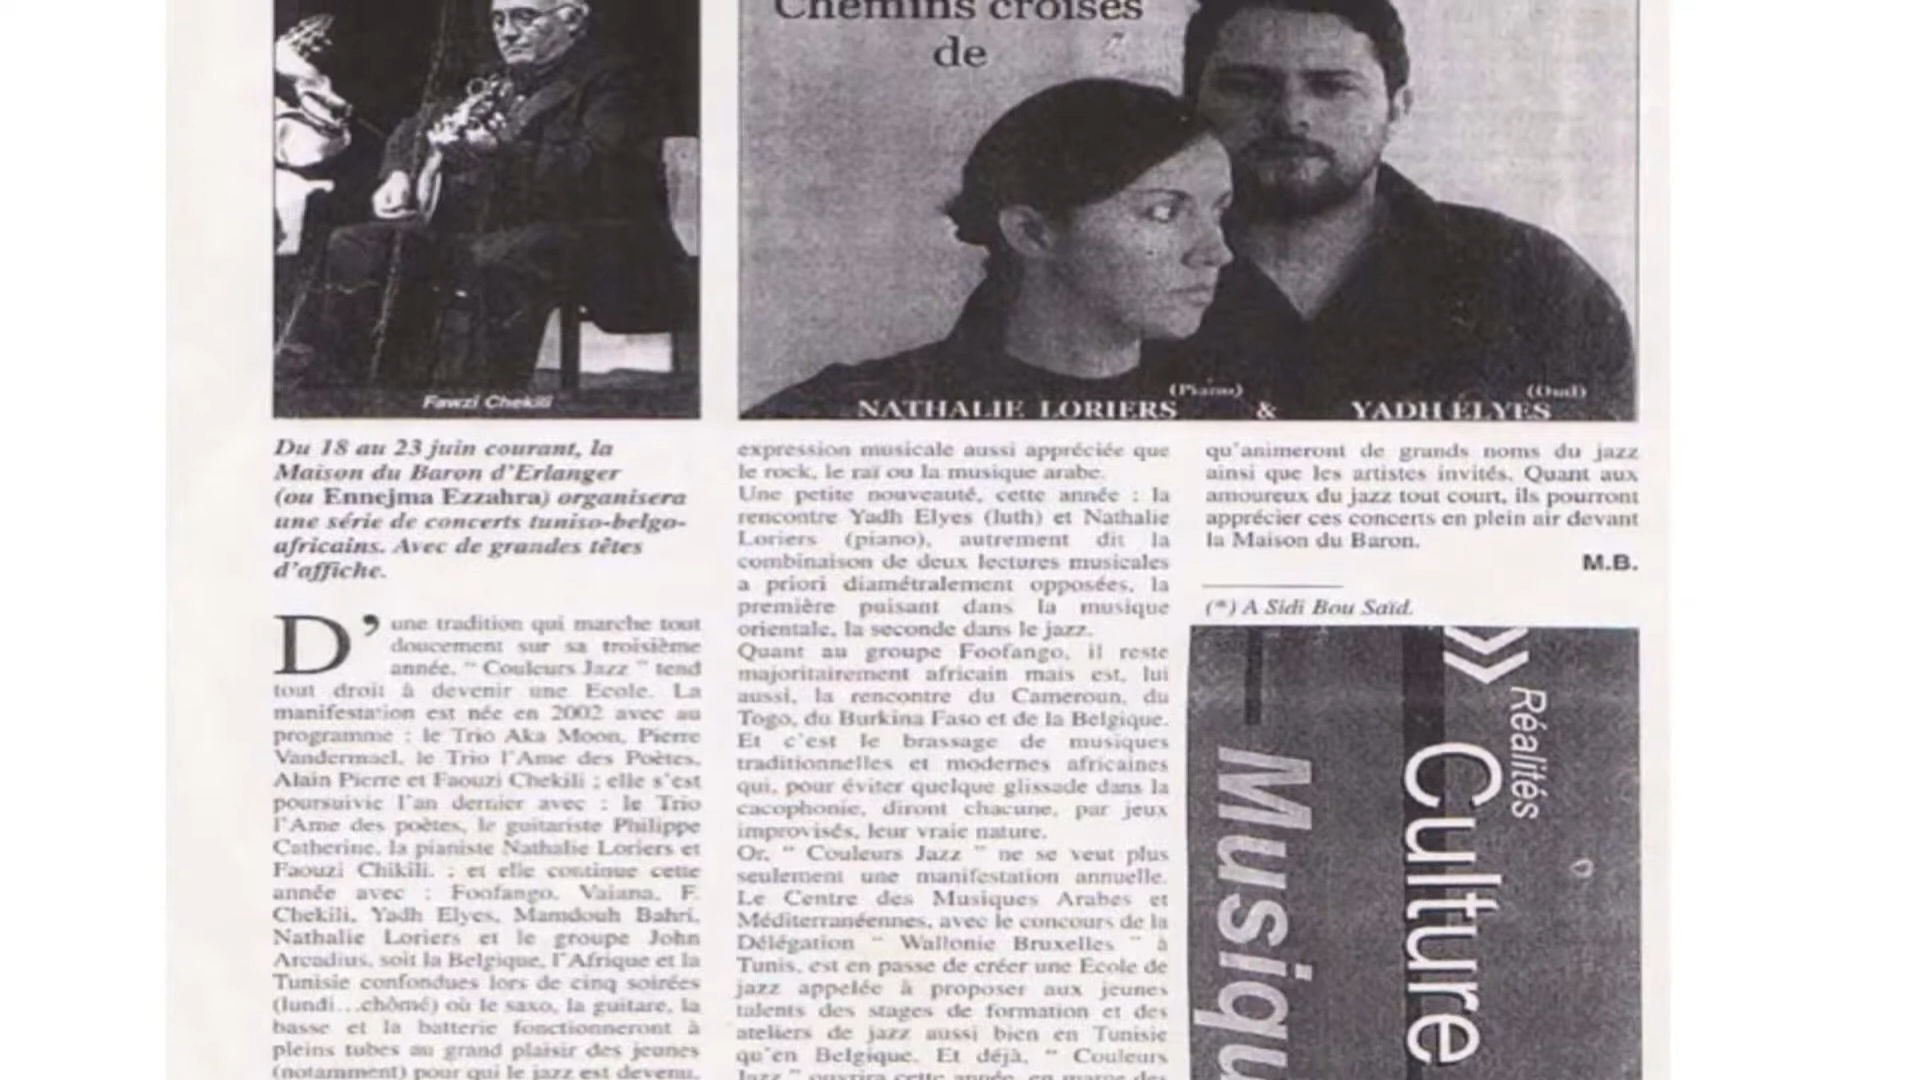 Chemins croisés
de
Fawzi Chekili
(Piano)
(Oud)
NATHALIE LORIERS & YADH ELYES
Du 18 au 23 juin courant, la
Maison du Baron d'Erlanger
(ou Ennejma Ezzahra) organisera
une série de concerts tuniso-belgo-
africains. Avec de grandes têtes
d'affiche.
D'une tradition qui marche tout
doucement sur sa troisième
année, " Couleurs Jazz " tend
tout droit à devenir une Ecole. La
manifestation est née en 2002 avec au
programme : le Trio Aka Moon, Pierre
Vandermael, le Trio l'Ame des Poètes,
Alain Pierre et Faouzi Chekili ; elle s'est
poursuivie l'an dernier avec : le Trio
l'Ame des poètes, le guitariste Philippe
Catherine, la pianiste Nathalie Loriers et
Faouzi Chikili. ; et elle continue cette
année avec : Foofango, Vaiana, F.
Chekili, Yadh Elyes, Mamdouh Bahri,
Nathalie Loriers et le groupe John
Arcadius, soit la Belgique, l'Afrique et la
Tunisie confondues lors de cinq soirées
(lundi...chômé) où le saxo, la guitare, la
basse et la batterie fonctionneront à
pleins tubes au grand plaisir des jeunes
(notamment) pour qui le jazz est devenu,
expression musicale aussi appréciée que
le rock, le raï ou la musique arabe.
Une petite nouveauté, cette année : la
rencontre Yadh Elyes (luth) et Nathalie
Loriers (piano), autrement dit la
combinaison de deux lectures musicales
a priori diamétralement opposées, la
première puisant dans la musique
orientale, la seconde dans le jazz.
Quant au groupe Foofango, il reste
majoritairement africain mais est, lui
aussi, la rencontre du Cameroun, du
Togo, du Burkina Faso et de la Belgique.
Et c'est le brassage de musiques
traditionnelles et modernes africaines
qui, pour éviter quelque glissade dans la
cacophonie, diront chacune, par jeux
improvisés, leur vraie nature.
Or, " Couleurs Jazz " ne se veut plus
seulement une manifestation annuelle.
Le Centre des Musiques Arabes et
Méditerranéennes, avec le concours de la
Délégation " Wallonie Bruxelles " à
Tunis, est en passe de créer une Ecole de
jazz appelée à proposer aux jeunes
talents des stages de formation et des
ateliers de jazz aussi bien en Tunisie
qu'en Belgique. Et déjà, " Couleurs
Jazz " ouvrira cette année, en marge des
qu'animeront de grands noms du jazz
ainsi que les artistes invités. Quant aux
amoureux du jazz tout court, ils pourront
apprécier ces concerts en plein air devant
la Maison du Baron.
M.B.
(*) A Sidi Bou Saïd.
Réalités
Culture
Musiqu